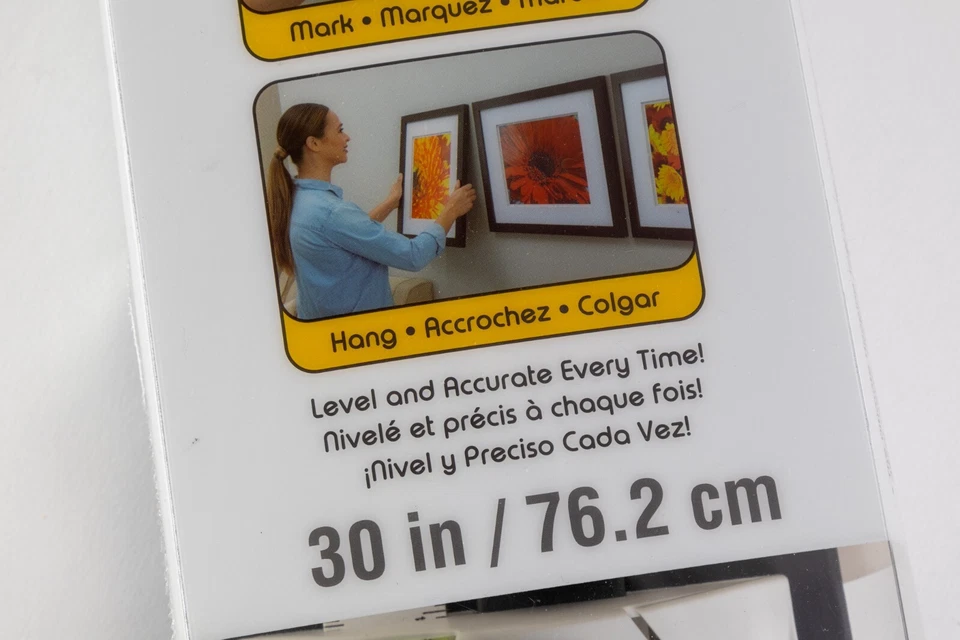 Mark • Marquez •
Hang • Accrochez • Colgar
Level and Accurate Every Time!
Nivelé et précis à chaque fois!
¡Nivel y Preciso Cada Vez!
30 in / 76.2 cm